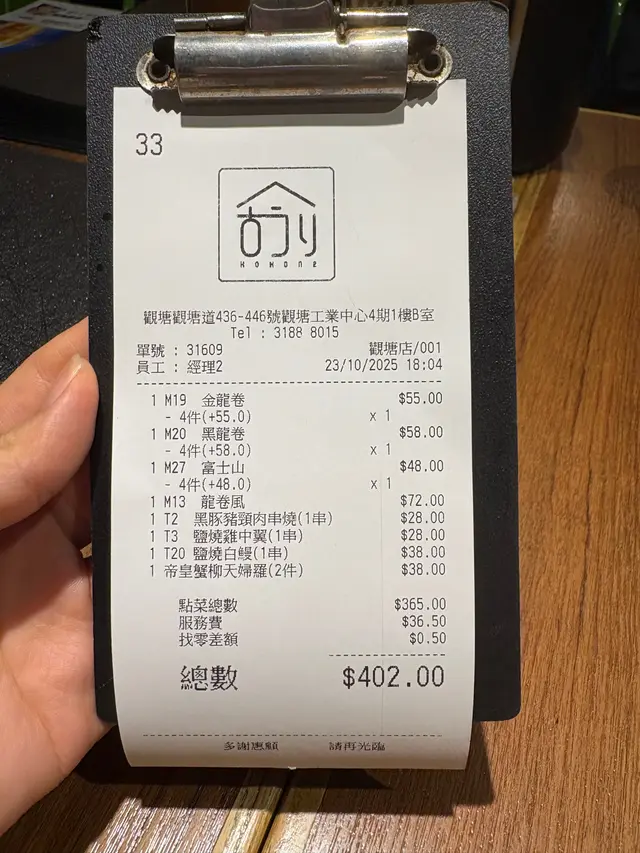 33
KOHONE
觀塘觀塘道436-446號觀塘工業中心4期1樓B室
Tel : 3188 8015
單號 : 31609 觀塘店/001
員工 : 經理2 23/10/2025 18:04
1 M19 金龍卷 $55.00
- 4件(+55.0) x 1
1 M20 黑龍卷 $58.00
- 4件(+58.0) x 1
1 M27 富士山 $48.00
- 4件(+48.0) x 1
1 M13 龍卷風 $72.00
1 T2 黑豚豬頸肉串燒(1串) $28.00
1 T3 鹽燒雞中翼(1串) $28.00
1 T20 鹽燒白鰻(1串) $38.00
1 帝皇蟹柳天婦羅(2件) $38.00
點菜總數 $365.00
服務費 $36.50
找零差額 $0.50
總數 $402.00
多謝惠顧 請再光臨